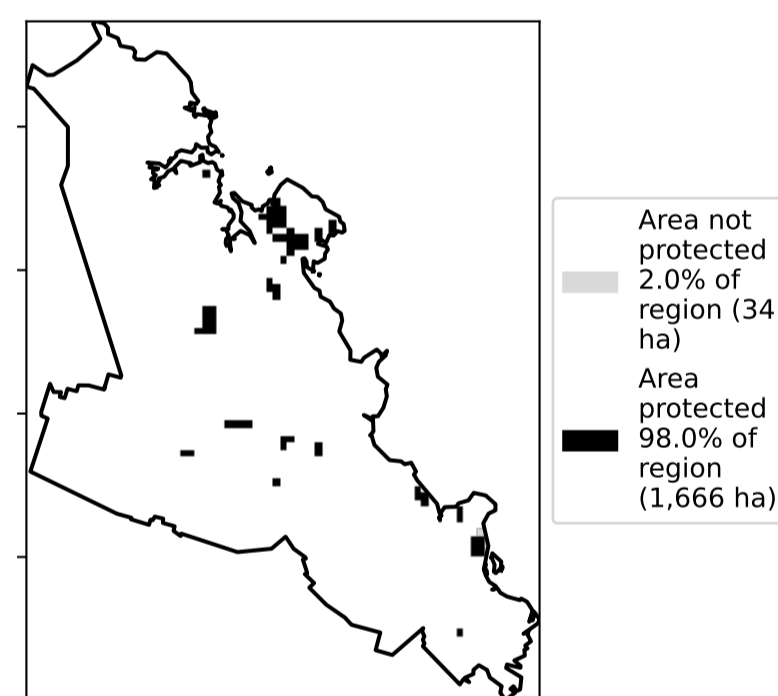 Area not
protected
2.0% of
region (34
ha)
Area
protected
98.0% of
region
(1,666 ha)